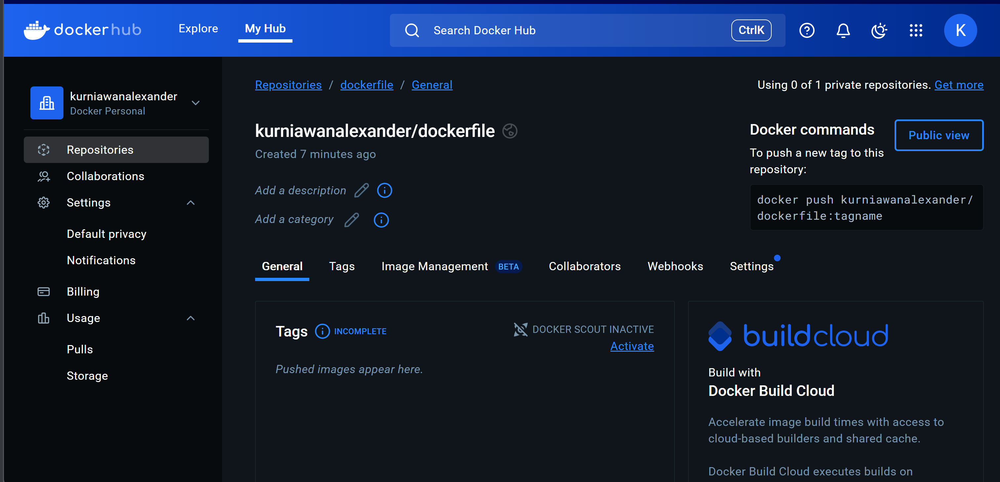 dockerhub
Explore
My Hub
Search Docker Hub
CtrlK
K
kurniawanalexander
Docker Personal
Repositories
Collaborations
Settings
Default privacy
Notifications
Billing
Usage
Pulls
Storage
Repositories / dockerfile / General
Using 0 of 1 private repositories. Get more
kurniawanalexander/dockerfile
Created 7 minutes ago
Add a description
Add a category
Docker commands
Public view
To push a new tag to this
repository:
docker push kurniawanalexander/
dockerfile:tagname
General
Tags
Image Management BETA
Collaborators
Webhooks
Settings
Tags
INCOMPLETE
DOCKER SCOUT INACTIVE
Activate
Pushed images appear here.
buildcloud
Build with
Docker Build Cloud
Accelerate image build times with access to
cloud-based builders and shared cache.
Docker Build Cloud executes builds on